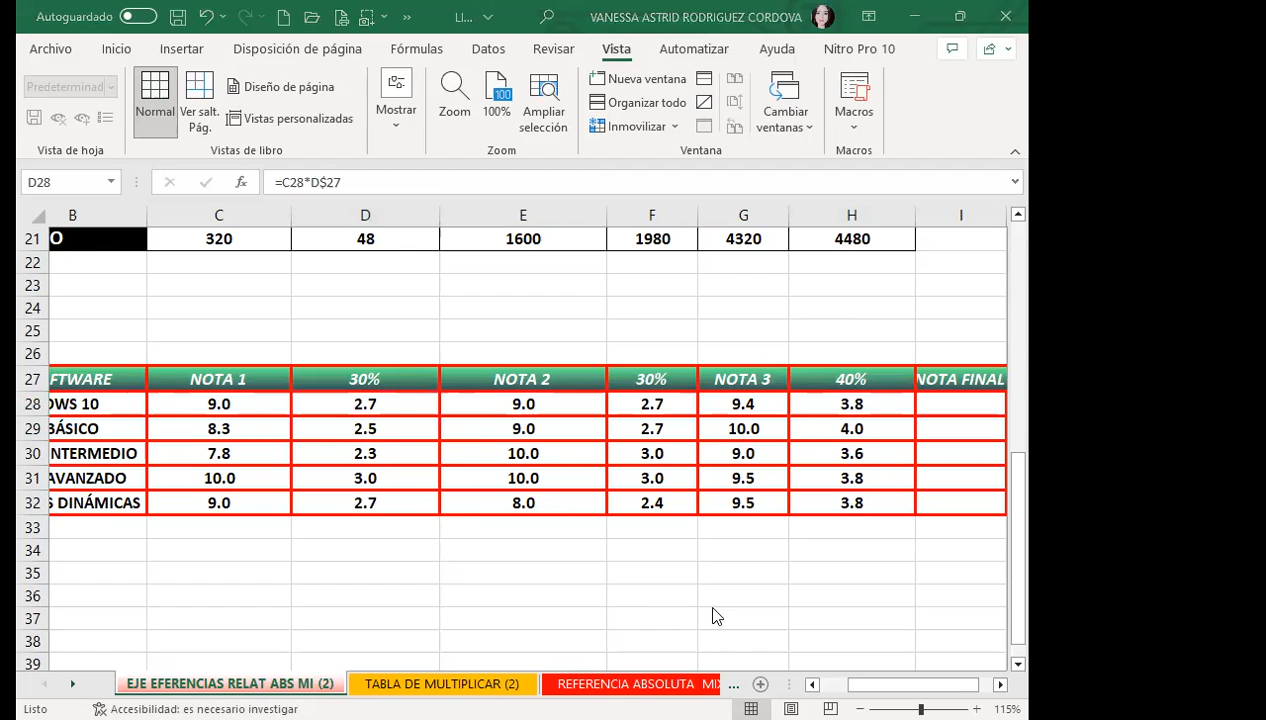 Autoguardado LI... VANESSA ASTRID RODRIGUEZ CORDOVA
Archivo Inicio Insertar Disposición de página Fórmulas Datos Revisar Vista Automatizar Ayuda Nitro Pro 10
Predeterminad
Normal
Ver salt. Pág.
Diseño de página
Vistas personalizadas
Mostrar
Zoom
100
100%
Ampliar selección
Nueva ventana
Organizar todo
Inmovilizar
Cambiar ventanas
Macros
Vista de hoja Vistas de libro Zoom Ventana Macros
D28 fx =C28*D$27
B C D E F G H I
21 O 320 48 1600 1980 4320 4480
22
23
24
25
26
27 FTWARE NOTA 1 30% NOTA 2 30% NOTA 3 40% NOTA FINAL
28 OWS 10 9.0 2.7 9.0 2.7 9.4 3.8
29 BÁSICO 8.3 2.5 9.0 2.7 10.0 4.0
30 NTERMEDIO 7.8 2.3 10.0 3.0 9.0 3.6
31 AVANZADO 10.0 3.0 10.0 3.0 9.5 3.8
32 S DINÁMICAS 9.0 2.7 8.0 2.4 9.5 3.8
33
34
35
36
37
38
39
EJE EFERENCIAS RELAT ABS MI (2) TABLA DE MULTIPLICAR (2) REFERENCIA ABSOLUTA MIX ...
Listo Accesibilidad: es necesario investigar 115%